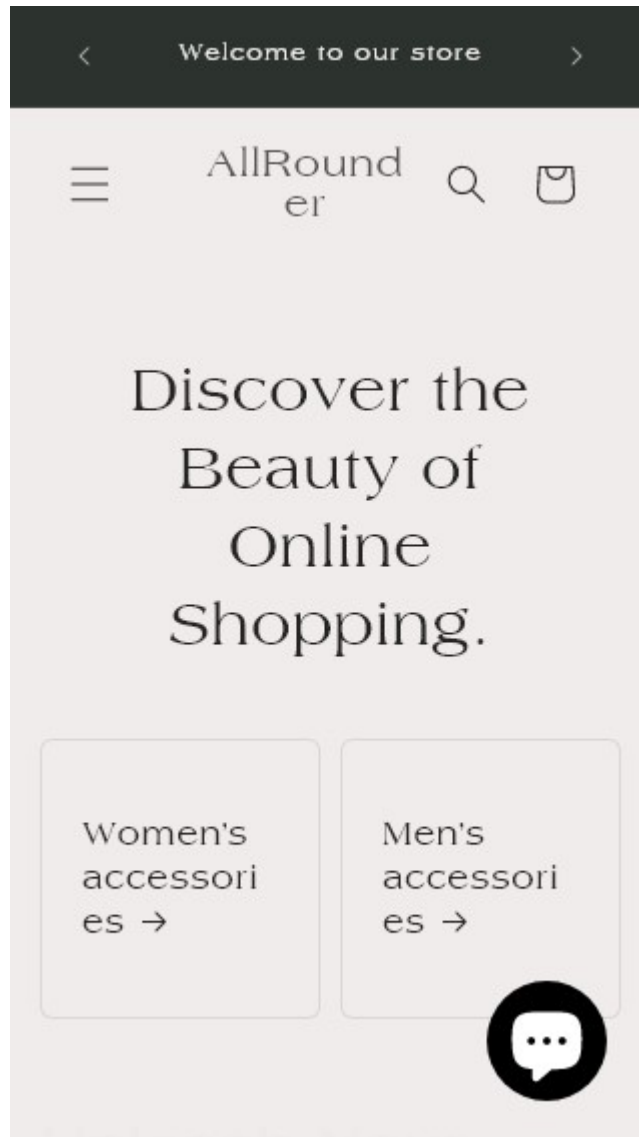 Welcome to our store
AllRound
er
Discover the
Beauty of
Online
Shopping.
Women's
accessori
es →
Men's
accessori
es →